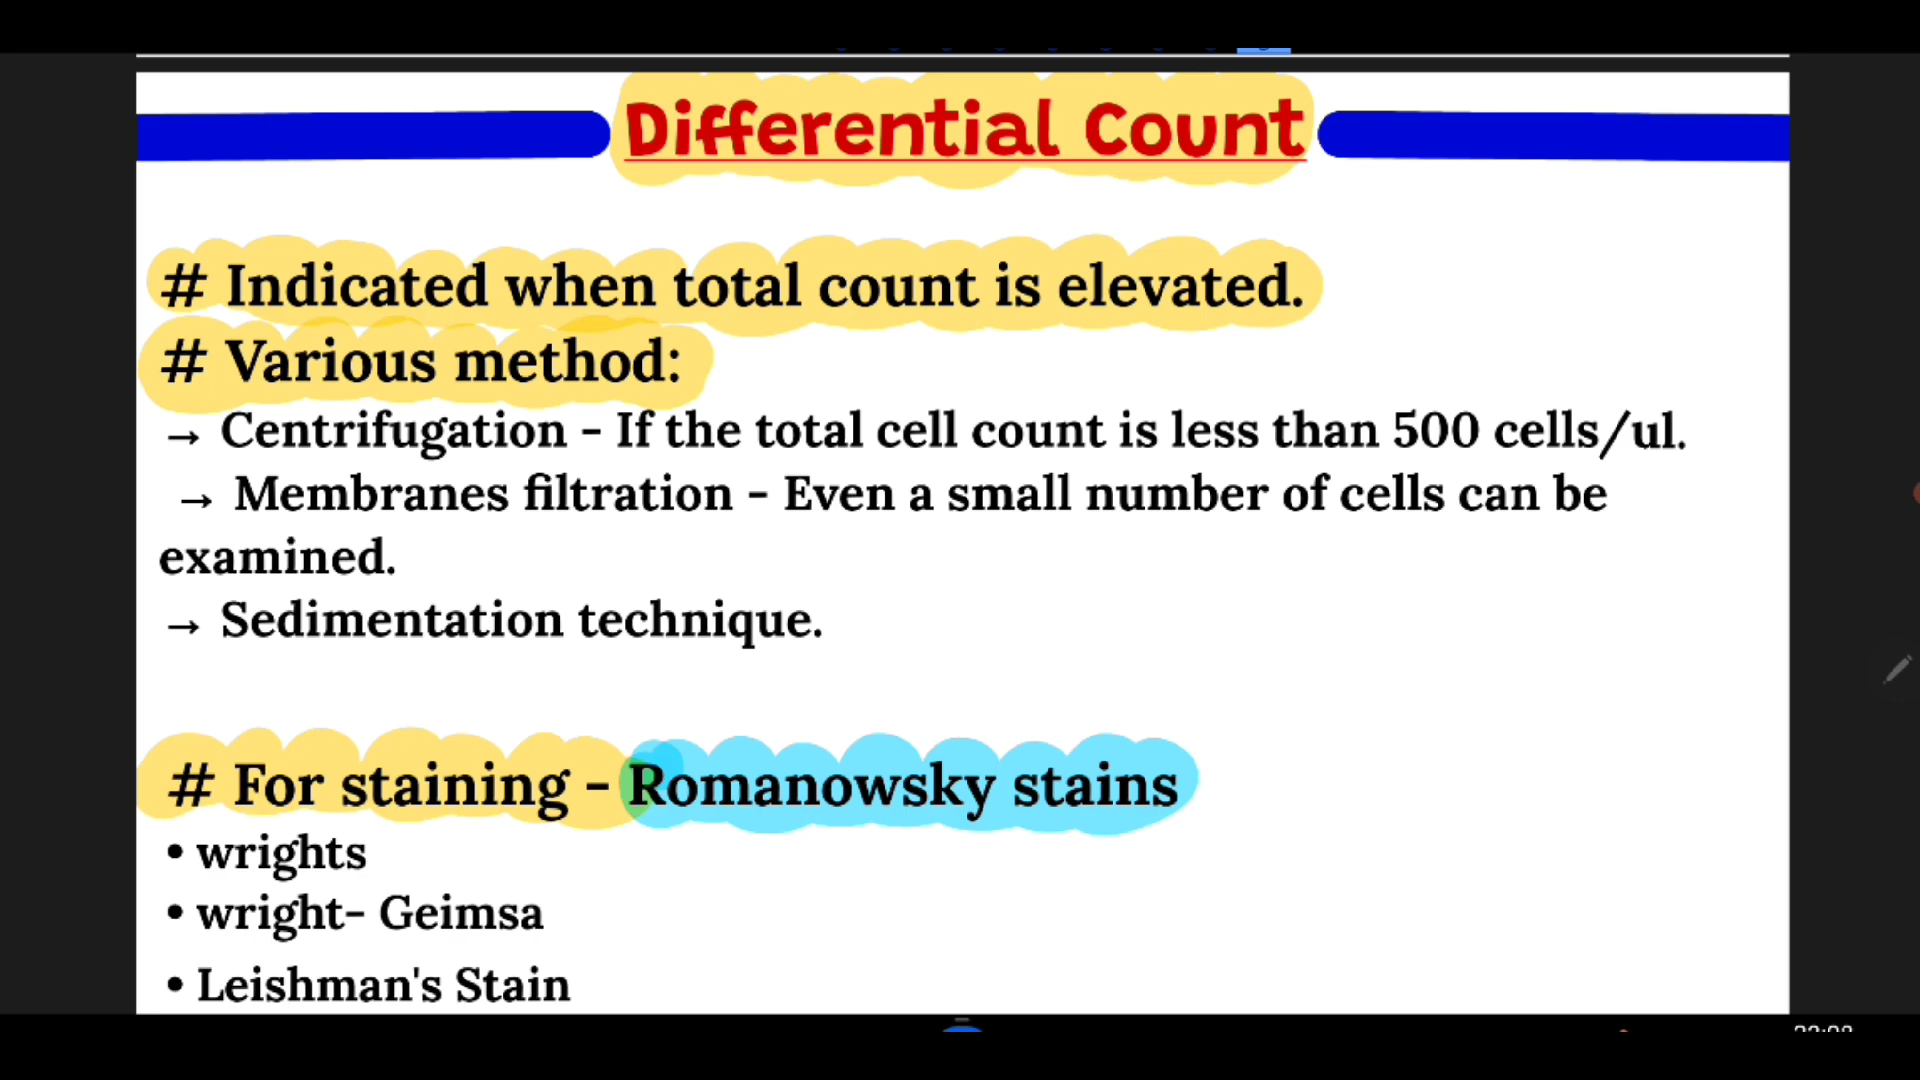 Differential Count
# Indicated when total count is elevated.
# Various method:
→ Centrifugation - If the total cell count is less than 500 cells/ul.
→ Membranes filtration - Even a small number of cells can be
examined.
→ Sedimentation technique.
# For staining - Romanowsky stains
• wrights
• wright- Geimsa
• Leishman's Stain